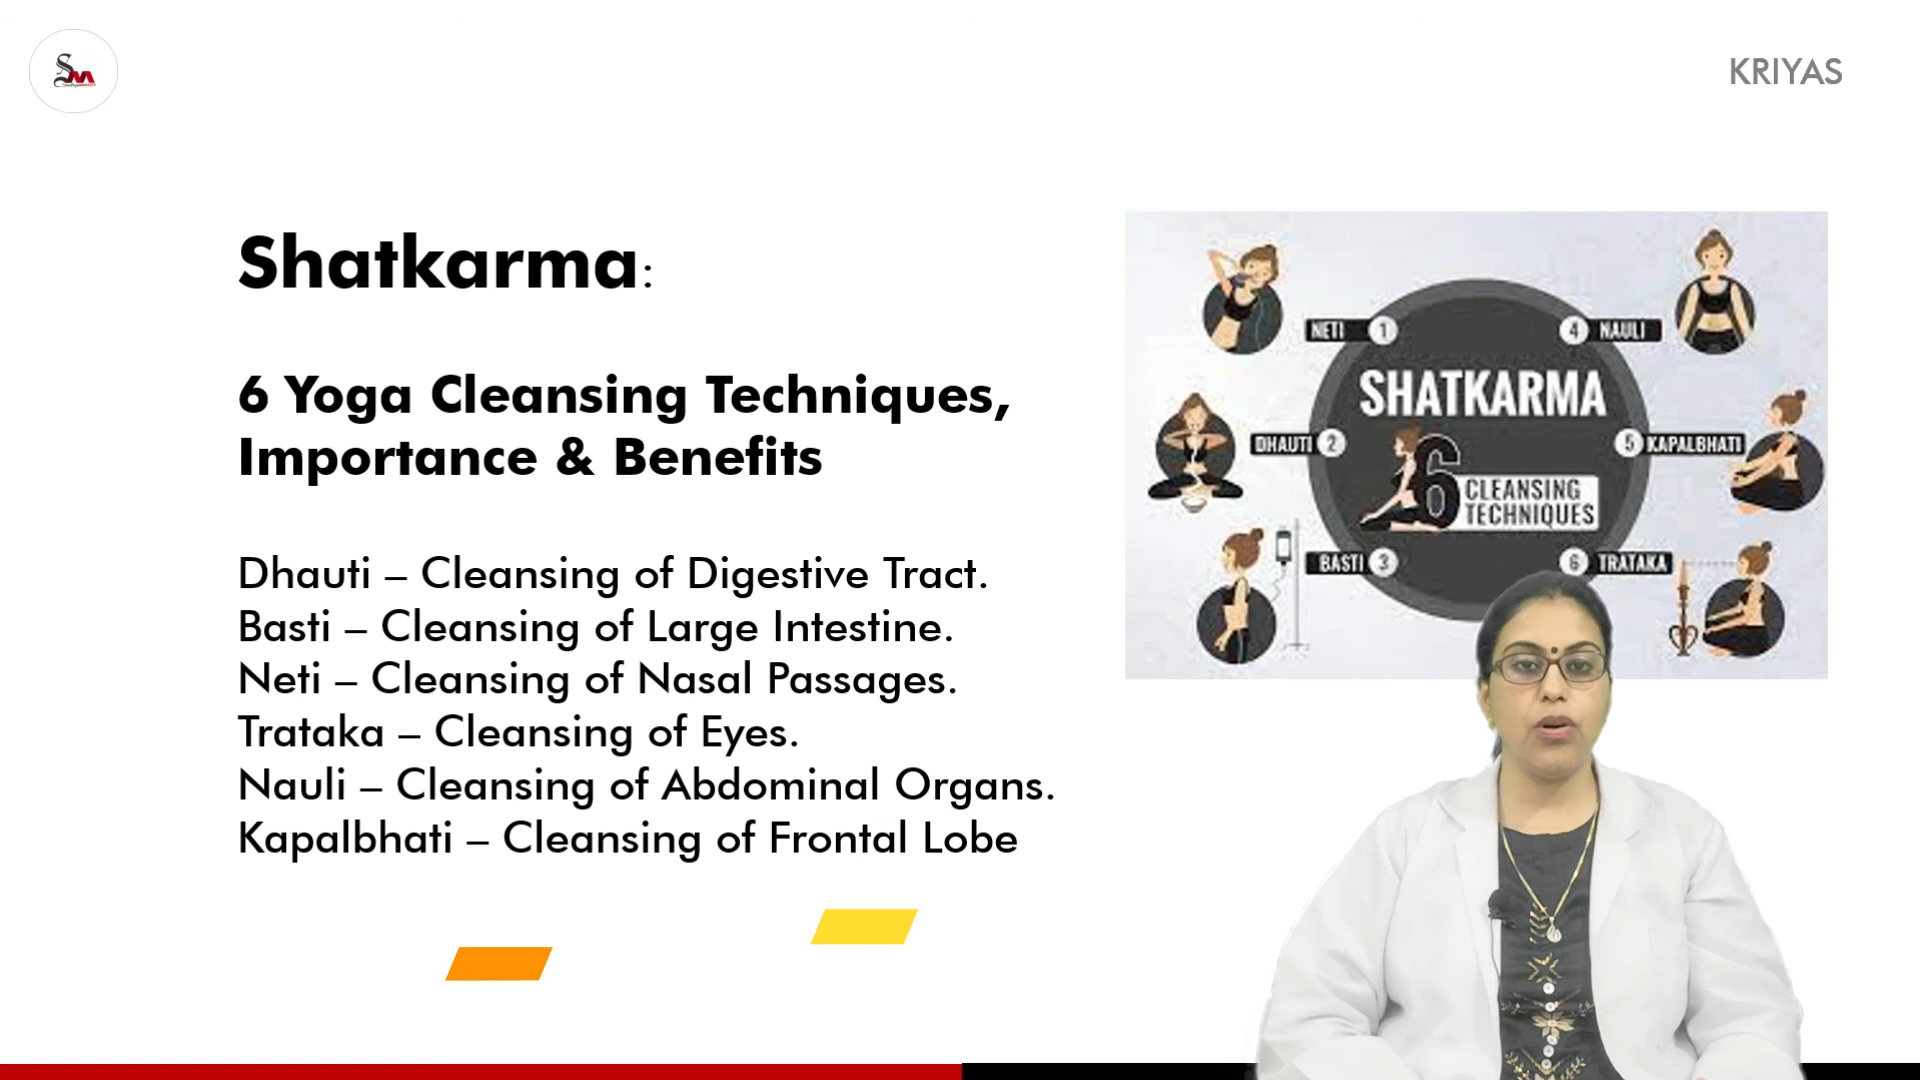 SM
KRIYAS
Shatkarma:
6 Yoga Cleansing Techniques,
Importance & Benefits
Dhauti – Cleansing of Digestive Tract.
Basti – Cleansing of Large Intestine.
Neti – Cleansing of Nasal Passages.
Trataka – Cleansing of Eyes.
Nauli – Cleansing of Abdominal Organs.
Kapalbhati – Cleansing of Frontal Lobe
NETI 1
4 NAULI
SHATKARMA
DHAUTI 2
5 KAPALBHATI
6 CLEANSING
TECHNIQUES
BASTI 3
6 TRATAKA